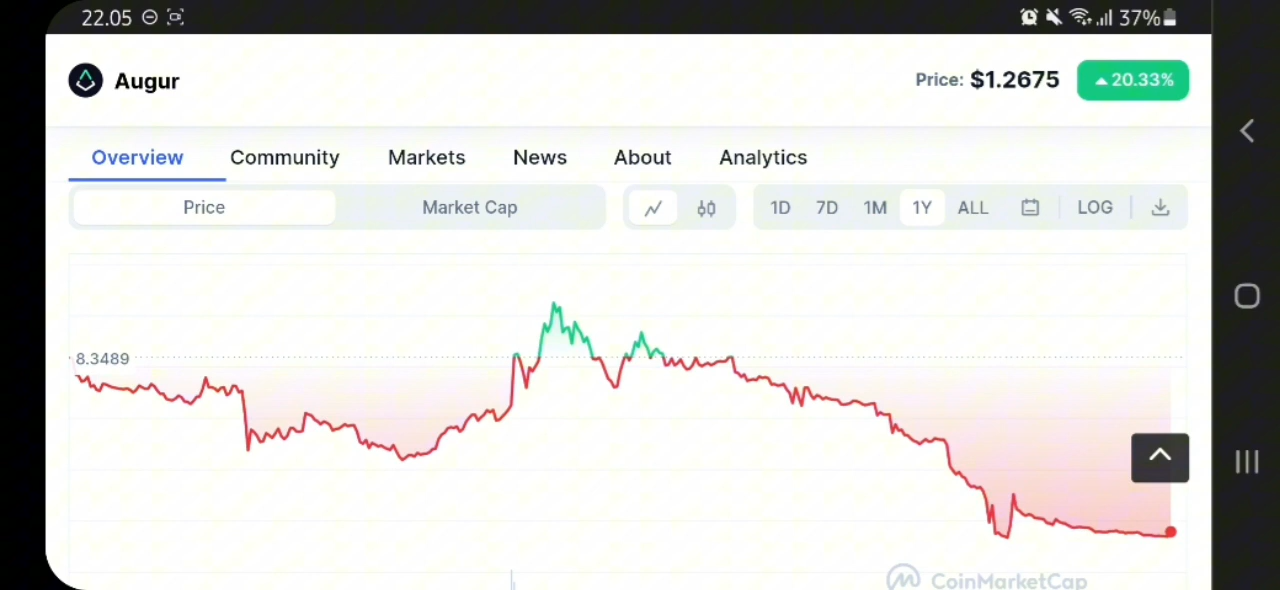 22.05 37%
Augur Price: $1.2675 20.33%
Overview Community Markets News About Analytics
Price Market Cap 1D 7D 1M 1Y ALL LOG
8.3489
CoinMarketCap